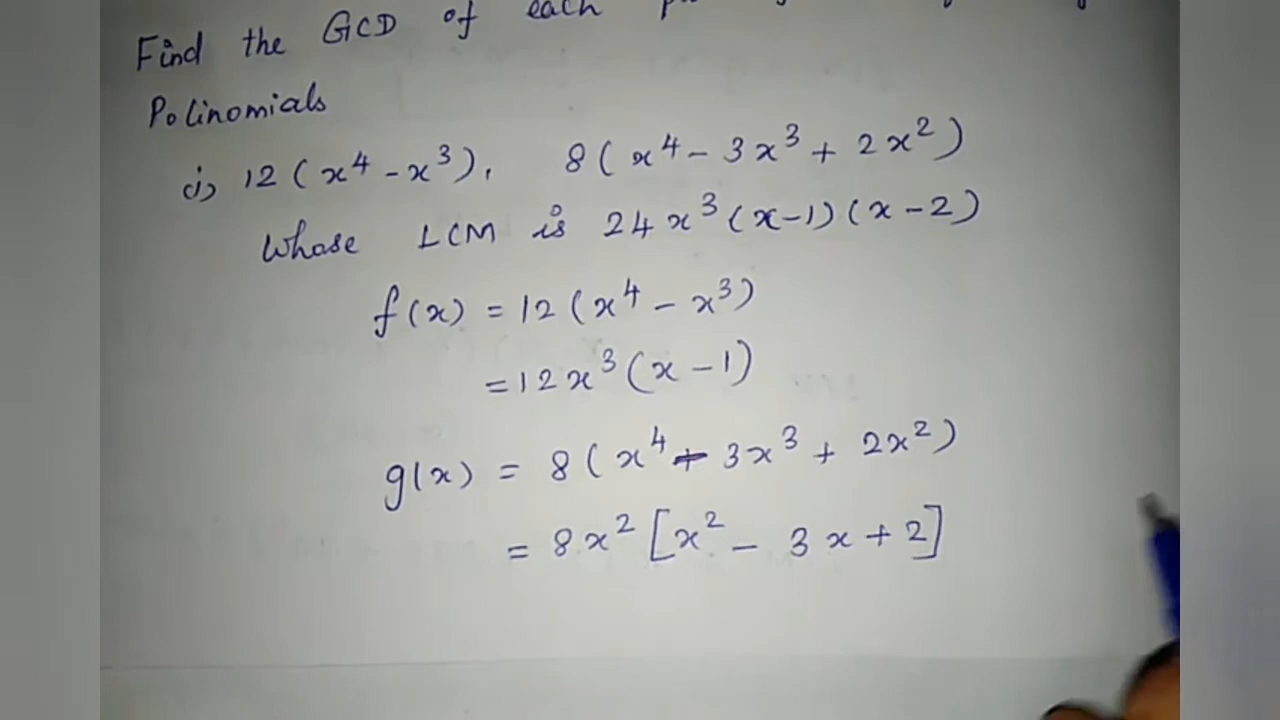 Find the GCD of each
Polinomials
i) 12 ( x⁴ - x³ ), 8 ( x⁴ - 3x³ + 2x² )
Whose LCM is 24x³ (x-1) (x-2)
f(x) = 12 ( x⁴ - x³ )
= 12x³ ( x - 1 )
g(x) = 8 ( x⁴ - 3x³ + 2x² )
= 8x² [ x² - 3x + 2 ]